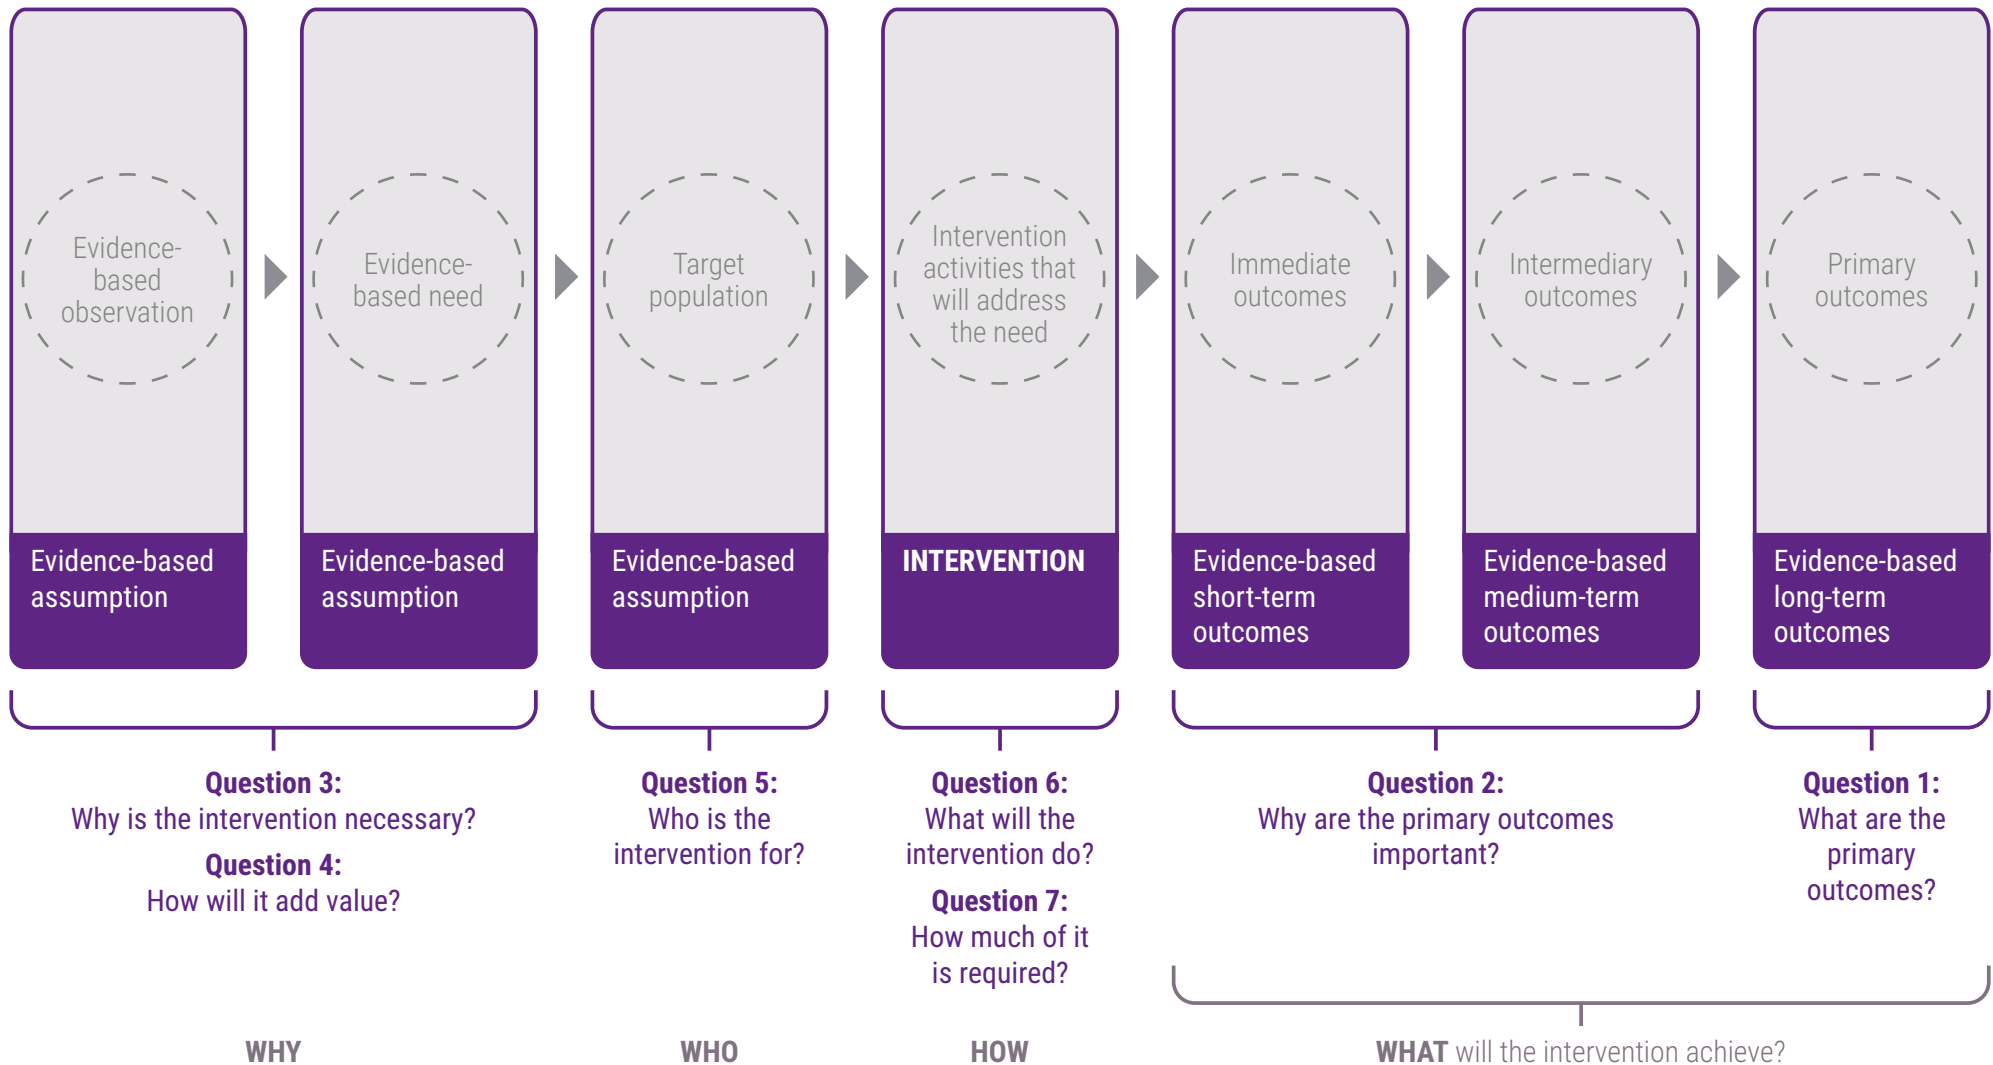 Evidence-
based
observation
Evidence-
based need
Target
population
Intervention
activities that
will address
the need
Immediate
outcomes
Intermediary
outcomes
Primary
outcomes
Evidence-based
assumption
Evidence-based
assumption
Evidence-based
assumption
INTERVENTION
Evidence-based
short-term
outcomes
Evidence-based
medium-term
outcomes
Evidence-based
long-term
outcomes
Question 3:
Why is the intervention necessary?
Question 4:
How will it add value?
Question 5:
Who is the
intervention for?
Question 6:
What will the
intervention do?
Question 7:
How much of it
is required?
Question 2:
Why are the primary outcomes
important?
Question 1:
What are the
primary
outcomes?
WHY
WHO
HOW
WHAT will the intervention achieve?